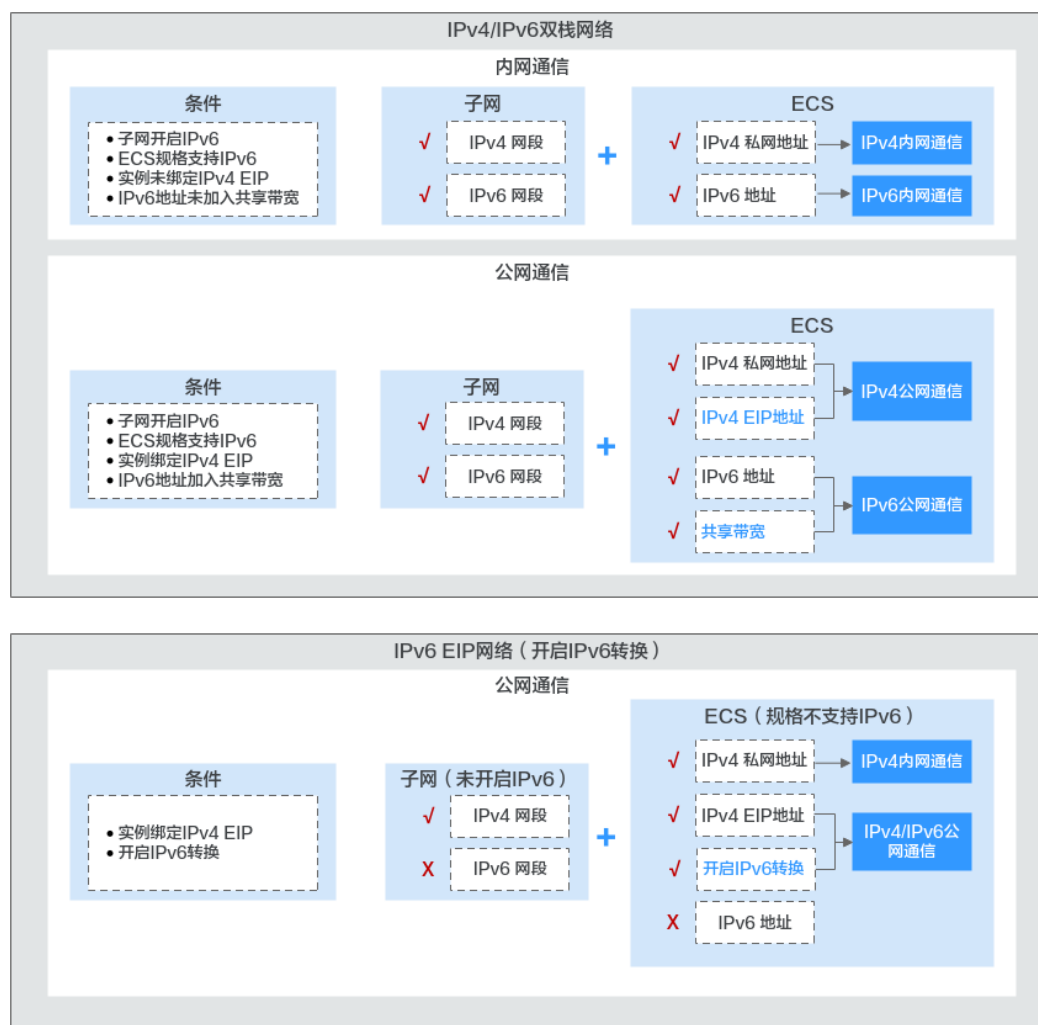 IPv4/IPv6双栈网络
内网通信
条件
• 子网开启IPv6
• ECS规格支持IPv6
• 实例未绑定IPv4 EIP
• IPv6地址未加入共享带宽
子网
√ IPv4 网段
√ IPv6 网段
+
ECS
√ IPv4 私网地址
IPv4内网通信
√ IPv6 地址
IPv6内网通信
公网通信
条件
• 子网开启IPv6
• ECS规格支持IPv6
• 实例绑定IPv4 EIP
• IPv6地址加入共享带宽
子网
√ IPv4 网段
√ IPv6 网段
+
ECS
√ IPv4 私网地址
√ IPv4 EIP地址
IPv4公网通信
√ IPv6 地址
√ 共享带宽
IPv6公网通信
IPv6 EIP网络（开启IPv6转换）
公网通信
条件
• 实例绑定IPv4 EIP
• 开启IPv6转换
子网（未开启IPv6）
√ IPv4 网段
X IPv6 网段
+
ECS（规格不支持IPv6）
√ IPv4 私网地址
IPv4内网通信
√ IPv4 EIP地址
√ 开启IPv6转换
IPv4/IPv6公
网通信
X IPv6 地址